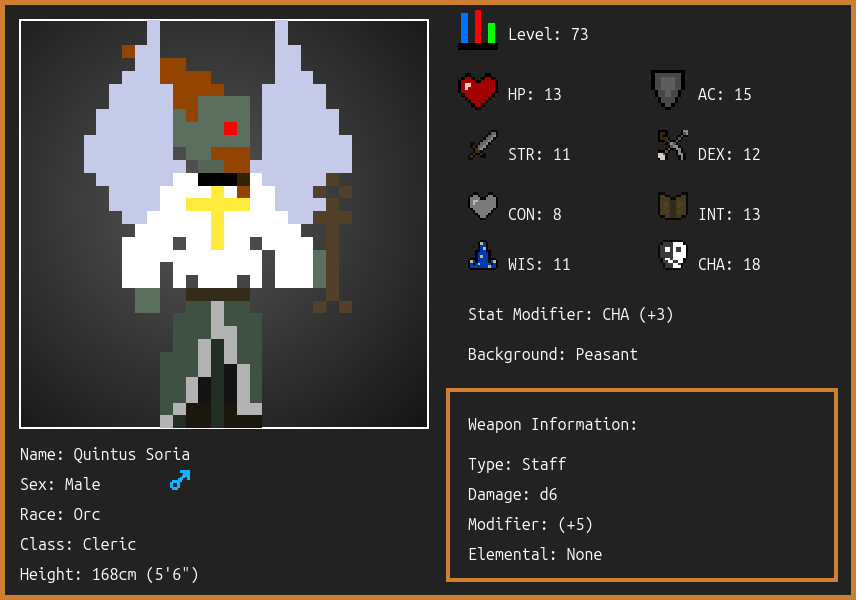 Level: 73
HP: 13
AC: 15
STR: 11
DEX: 12
CON: 8
INT: 13
WIS: 11
CHA: 18
Stat Modifier: CHA (+3)
Background: Peasant
Weapon Information:
Type: Staff
Damage: d6
Modifier: (+5)
Elemental: None
Name: Quintus Soria
Sex: Male
Race: Orc
Class: Cleric
Height: 168cm (5'6")